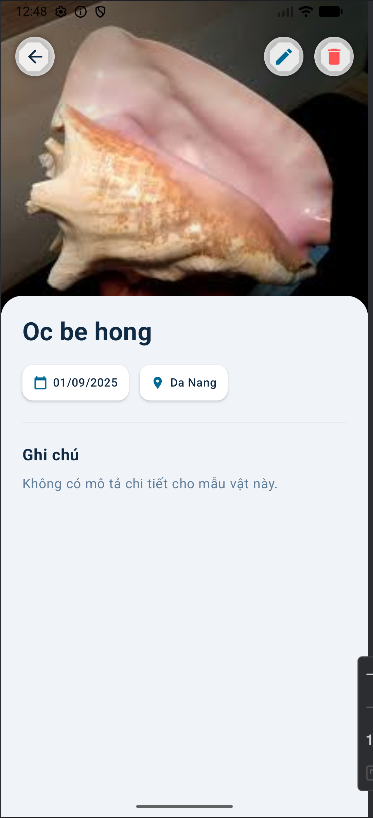 12:48
Oc be hong
01/09/2025 Da Nang
Ghi chú
Không có mô tả chi tiết cho mẫu vật này.
1